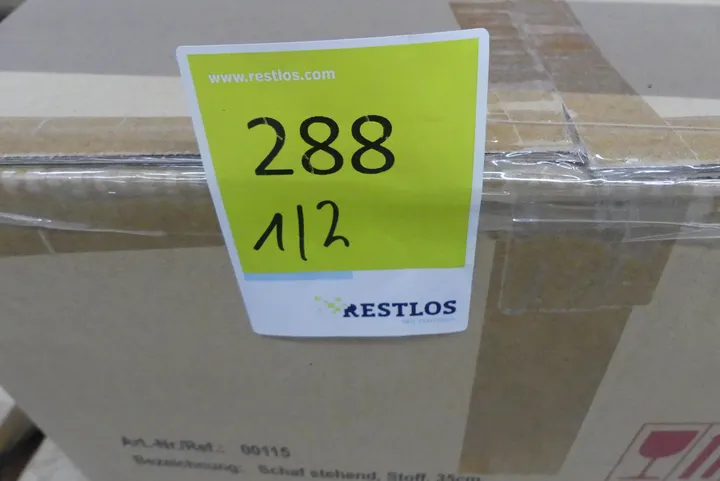 www.restlos.com
288
1/2
RESTLOS
Art.-Nr./Ref.: 00115
Bezeichnung: Schaf stehend, Stoff, 35cm